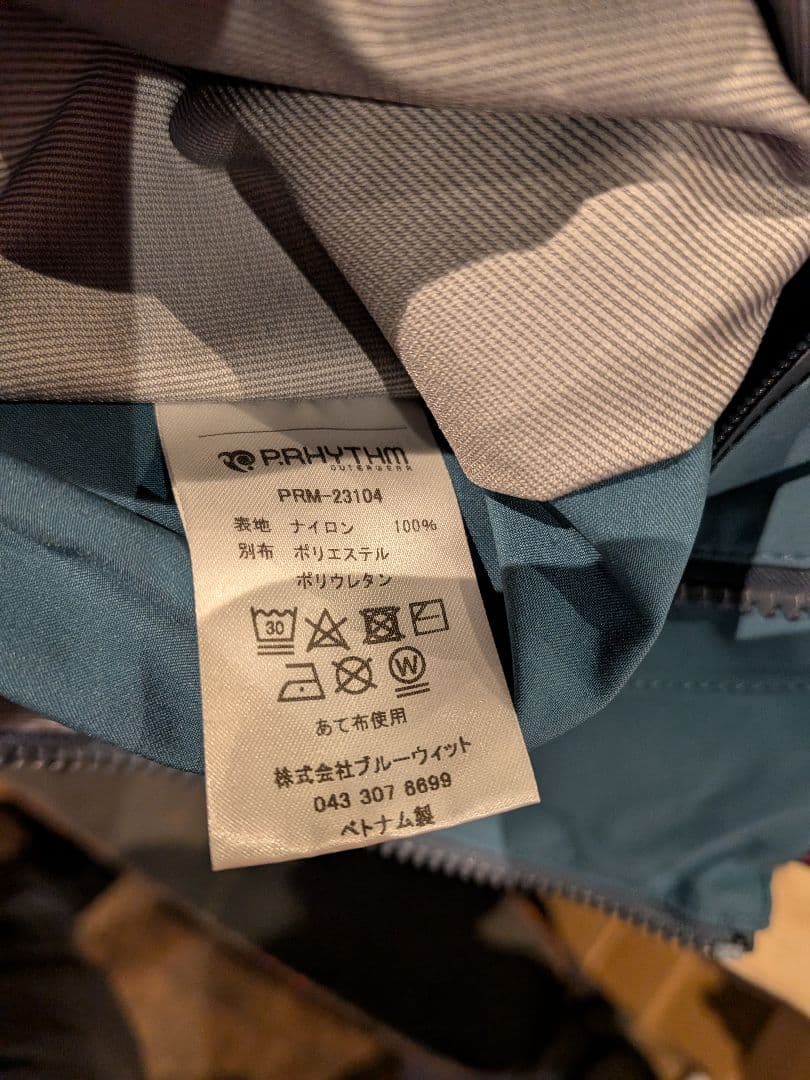 P.RHYTHM
OUTERWEAR
PRM-23104
表地 ナイロン 100%
別布 ポリエステル
ポリウレタン
30
W
あて布使用
株式会社ブルーウィット
043 307 8699
ベトナム製